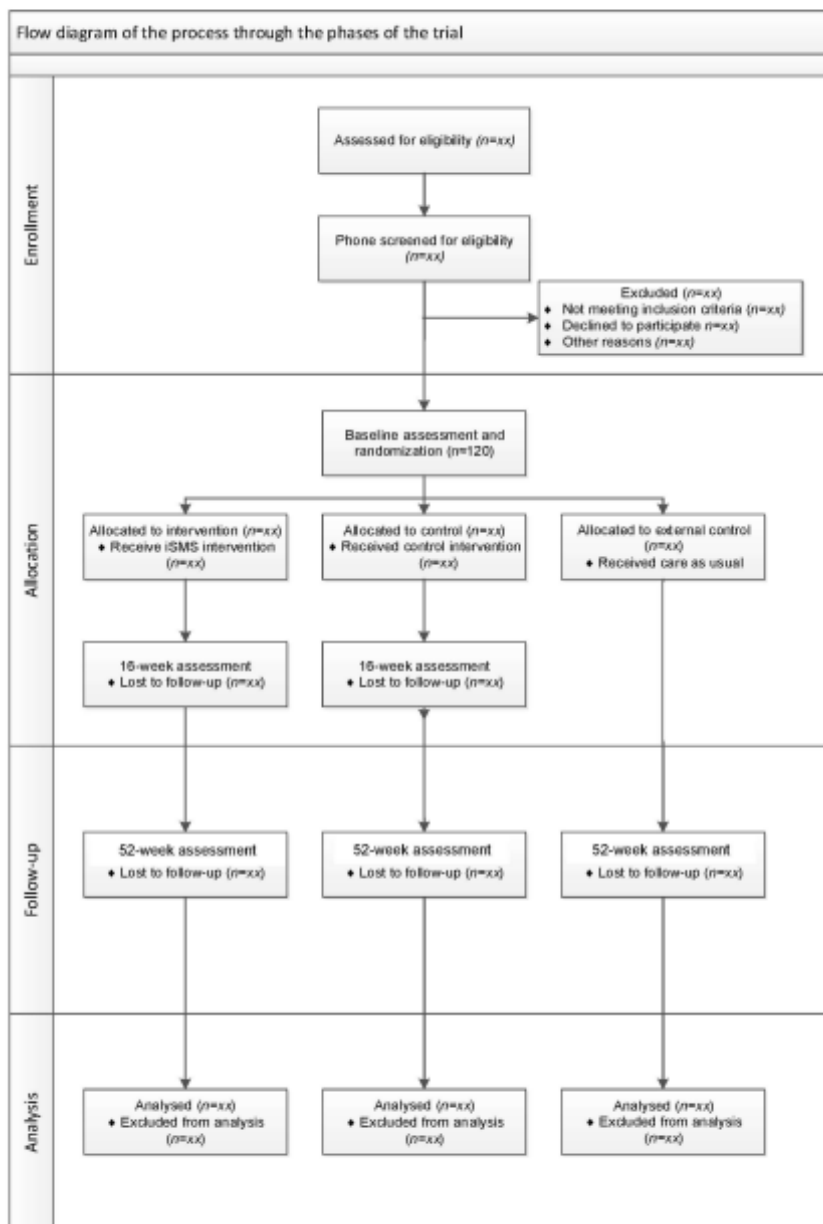 Flow diagram of the process through the phases of the trial
Enrollment
Assessed for eligibility (n=xx)
Phone screened for eligibility
(n=xx)
Excluded (n=xx)
♦ Not meeting inclusion criteria (n=xx)
♦ Declined to participate n=xx)
♦ Other reasons (n=xx)
Allocation
Baseline assessment and
randomization (n=120)
Allocated to intervention (n=xx)
♦ Receive iSMS intervention
(n=xx)
Allocated to control (n=xx)
♦ Received control intervention
(n=xx)
Allocated to external control
(n=xx)
♦ Received care as usual
16-week assessment
♦ Lost to follow-up (n=xx)
16-week assessment
♦ Lost to follow-up (n=xx)
Follow-up
52-week assessment
♦ Lost to follow-up (n=xx)
52-week assessment
♦ Lost to follow-up (n=xx)
52-week assessment
♦ Lost to follow-up (n=xx)
Analysis
Analysed (n=xx)
♦ Excluded from analysis
(n=xx)
Analysed (n=xx)
♦ Excluded from analysis
(n=xx)
Analysed (n=xx)
♦ Excluded from analysis
(n=xx)